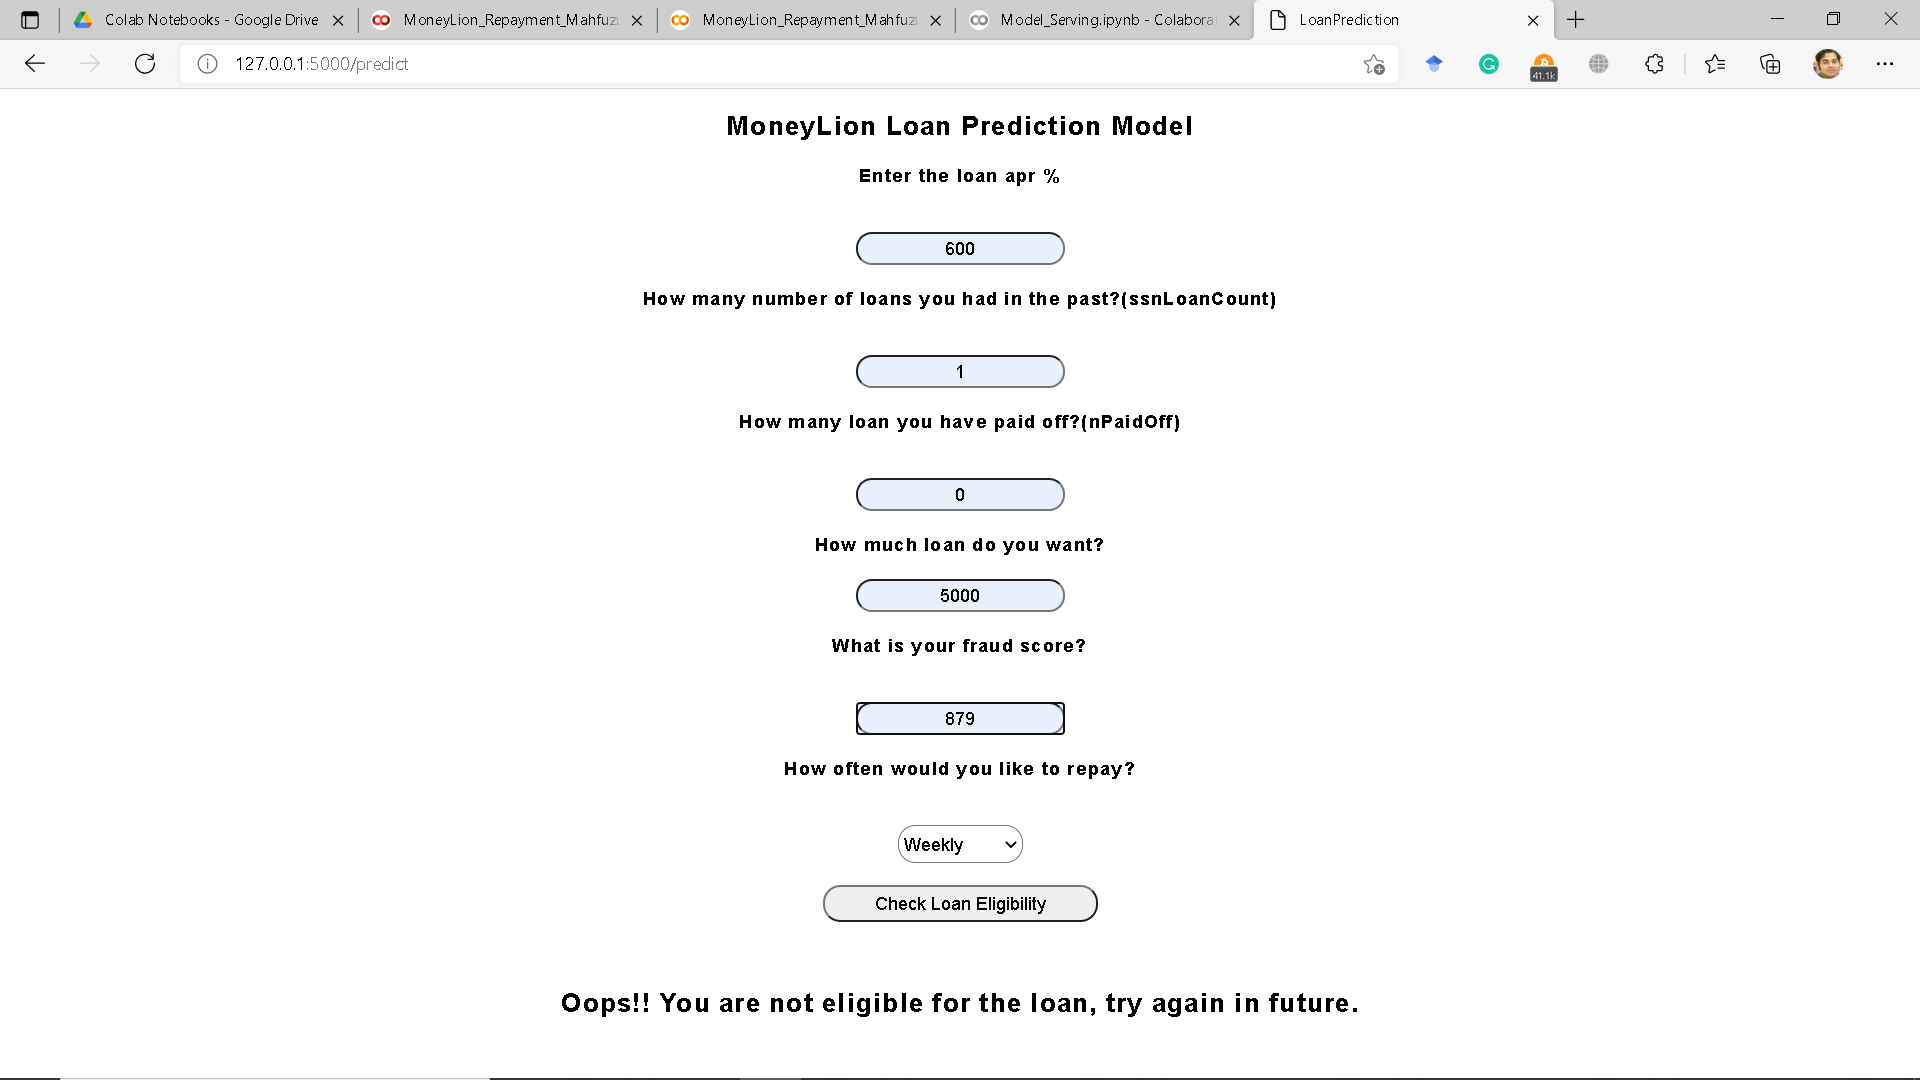 Colab Notebooks - Google Drive
MoneyLion_Repayment_Mahfuz
MoneyLion_Repayment_Mahfuz
Model_Serving.ipynb - Colabora
LoanPrediction
127.0.0.1:5000/predict
41.1k
MoneyLion Loan Prediction Model
Enter the loan apr %
600
How many number of loans you had in the past?(ssnLoanCount)
1
How many loan you have paid off?(nPaidOff)
0
How much loan do you want?
5000
What is your fraud score?
879
How often would you like to repay?
Weekly
Check Loan Eligibility
Oops!! You are not eligible for the loan, try again in future.